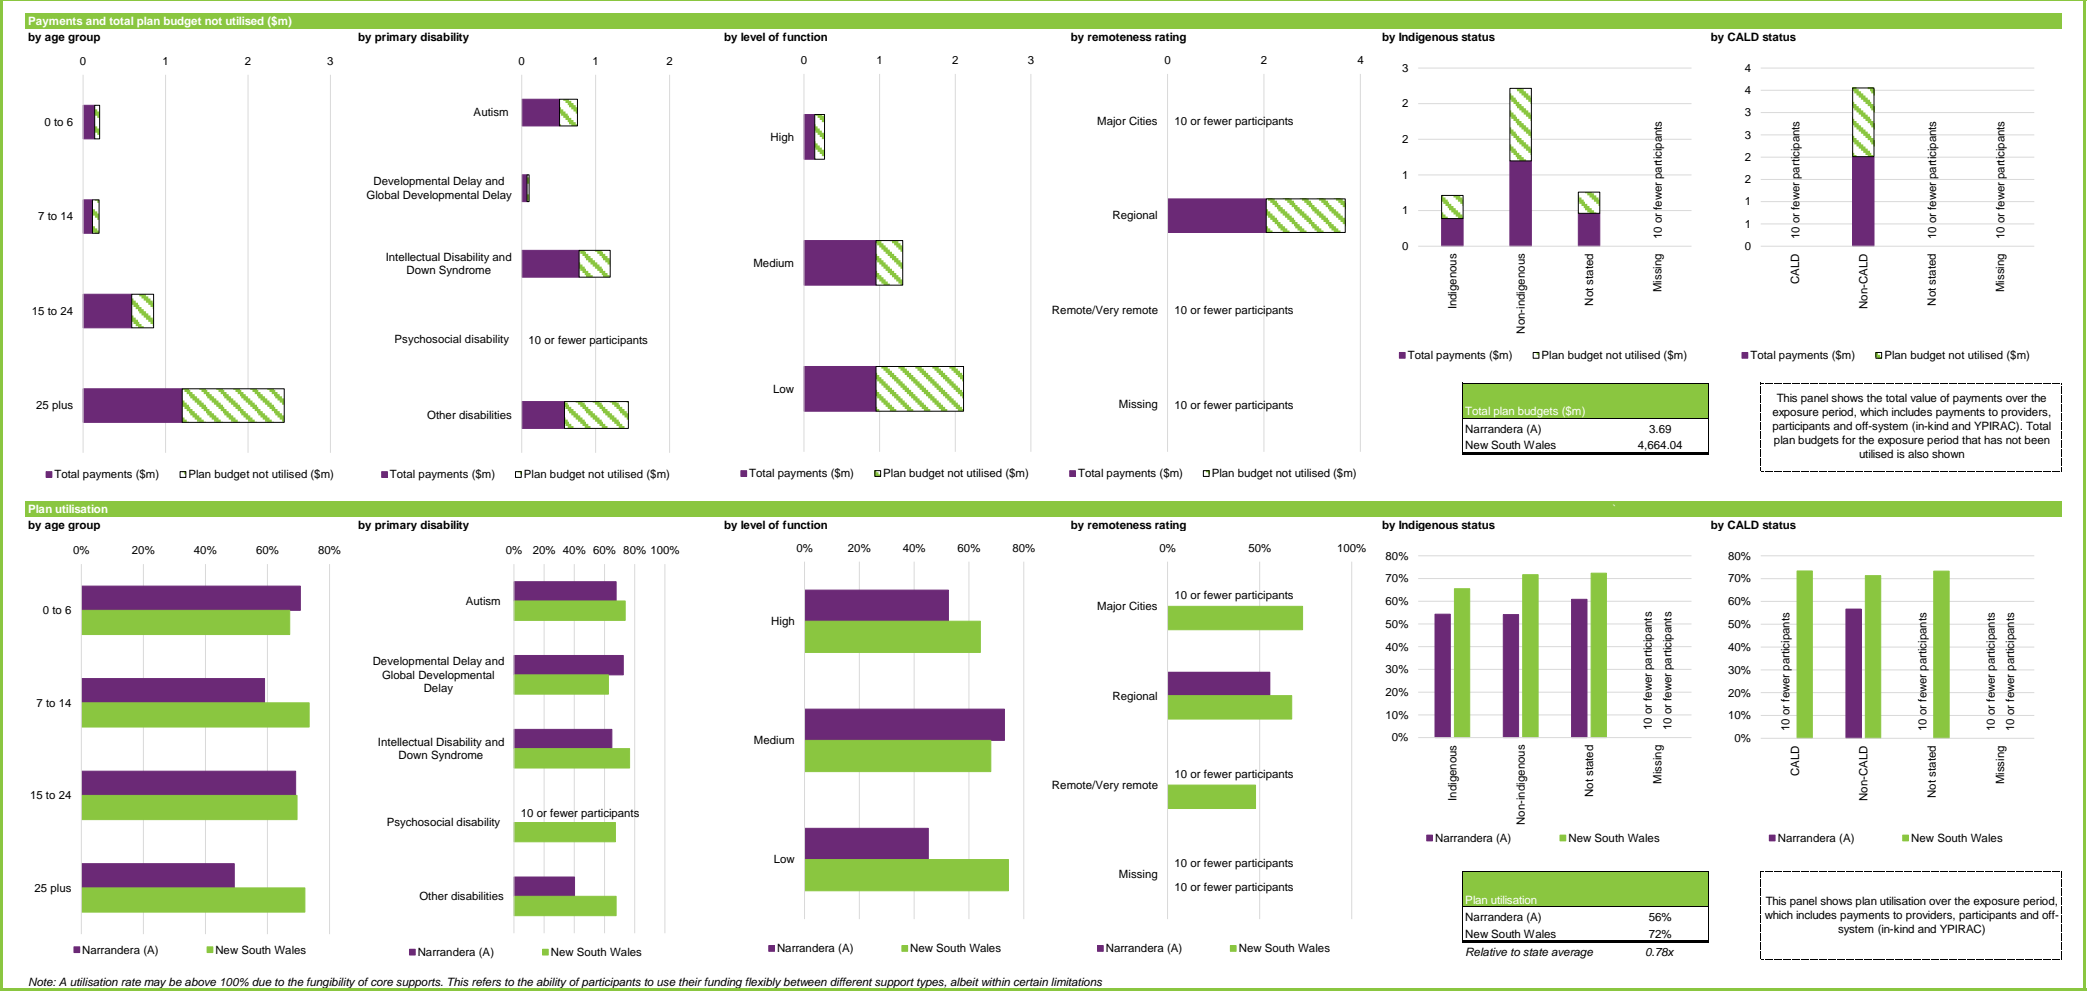 Payments and total plan budget not utilised ($m)
by age group
0 1 2 3
0 to 6
7 to 14
15 to 24
25 plus
Total payments ($m) Plan budget not utilised ($m)
by primary disability
0 1 2
Autism
Developmental Delay and
Global Developmental Delay
Intellectual Disability and
Down Syndrome
Psychosocial disability 10 or fewer participants
Other disabilities
Total payments ($m) Plan budget not utilised ($m)
by level of function
0 1 2 3
High
Medium
Low
Total payments ($m) Plan budget not utilised ($m)
by remoteness rating
0 2 4
Major Cities 10 or fewer participants
Regional
Remote/Very remote 10 or fewer participants
Missing 10 or fewer participants
Total payments ($m) Plan budget not utilised ($m)
by Indigenous status
3
2
2
1
1
0
10 or fewer participants
Indigenous
Non-indigenous
Not stated
Missing
Total payments ($m) Plan budget not utilised ($m)
by CALD status
4
4
3
3
2
2
1
1
0
10 or fewer participants
10 or fewer participants
10 or fewer participants
CALD
Non-CALD
Not stated
Missing
Total payments ($m) Plan budget not utilised ($m)
Total plan budgets ($m)
Narrandera (A) 3.69
New South Wales 4,664.04
This panel shows the total value of payments over the
exposure period, which includes payments to providers,
participants and off-system (in-kind and YPIRAC). Total
plan budgets for the exposure period that has not been
utilised is also shown
Plan utilisation
by age group
0% 20% 40% 60% 80%
0 to 6
7 to 14
15 to 24
25 plus
Narrandera (A) New South Wales
by primary disability
0% 20% 40% 60% 80% 100%
Autism
Developmental Delay and
Global Developmental
Delay
Intellectual Disability and
Down Syndrome
10 or fewer participants
Psychosocial disability
Other disabilities
Narrandera (A) New South Wales
by level of function
0% 20% 40% 60% 80%
High
Medium
Low
Narrandera (A) New South Wales
by remoteness rating
0% 50% 100%
10 or fewer participants
Major Cities
Regional
10 or fewer participants
Remote/Very remote
10 or fewer participants
Missing
10 or fewer participants
Narrandera (A) New South Wales
by Indigenous status
80%
70%
60%
50%
40%
30%
20%
10%
0%
10 or fewer participants
10 or fewer participants
Indigenous
Non-indigenous
Not stated
Missing
Narrandera (A) New South Wales
by CALD status
80%
70%
60%
50%
40%
30%
20%
10%
0%
10 or fewer participants
10 or fewer participants
10 or fewer participants
10 or fewer participants
CALD
Non-CALD
Not stated
Missing
Narrandera (A) New South Wales
Plan utilisation
Narrandera (A) 56%
New South Wales 72%
Relative to state average 0.78x
This panel shows plan utilisation over the exposure period,
which includes payments to providers, participants and off-
system (in-kind and YPIRAC)
Note: A utilisation rate may be above 100% due to the fungibility of core supports. This refers to the ability of participants to use their funding flexibly between different support types, albeit within certain limitations